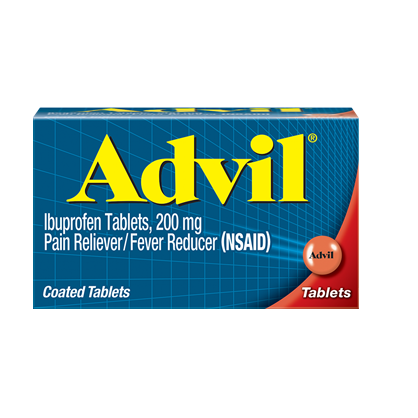 Advil®
Ibuprofen Tablets, 200 mg
Pain Reliever/Fever Reducer (NSAID)
Advil
Coated Tablets
Tablets